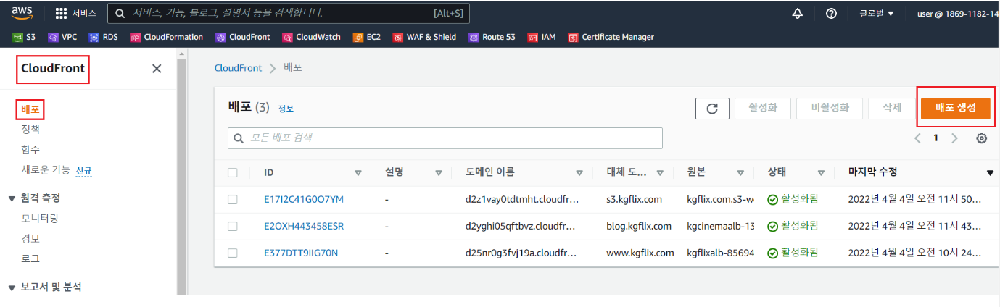 aws 서비스 서비스, 기능, 블로그, 설명서 등을 검색합니다. [Alt+S] 글로벌 ▼ user @ 1869-1182-14
S3 VPC RDS CloudFormation CloudFront CloudWatch EC2 WAF & Shield Route 53 IAM Certificate Manager
CloudFront
배포
정책
함수
새로운 기능 신규
▼ 원격 측정
모니터링
경보
로그
▼ 보고서 및 분석
CloudFront > 배포
배포 (3) 정보 활성화 비활성화 삭제 배포 생성
모든 배포 검색
< 1 >
ID 설명 도메인 이름 대체 도... 원본 상태 마지막 수정
E17I2C41G0O7YM - d2z1vay0tdtmht.cloudfr... s3.kgflix.com kgflix.com.s3-w 활성화됨 2022년 4월 4일 오전 11시 50...
E2OXH443458ESR - d2yghi05qftbvz.cloudfr... blog.kgflix.com kgcinemaalb-13 활성화됨 2022년 4월 4일 오전 11시 43...
E377DTT9IIG70N - d25nr0g3fvj19a.cloudfr... www.kgflix.com kgflixalb-85694 활성화됨 2022년 4월 4일 오전 10시 24...